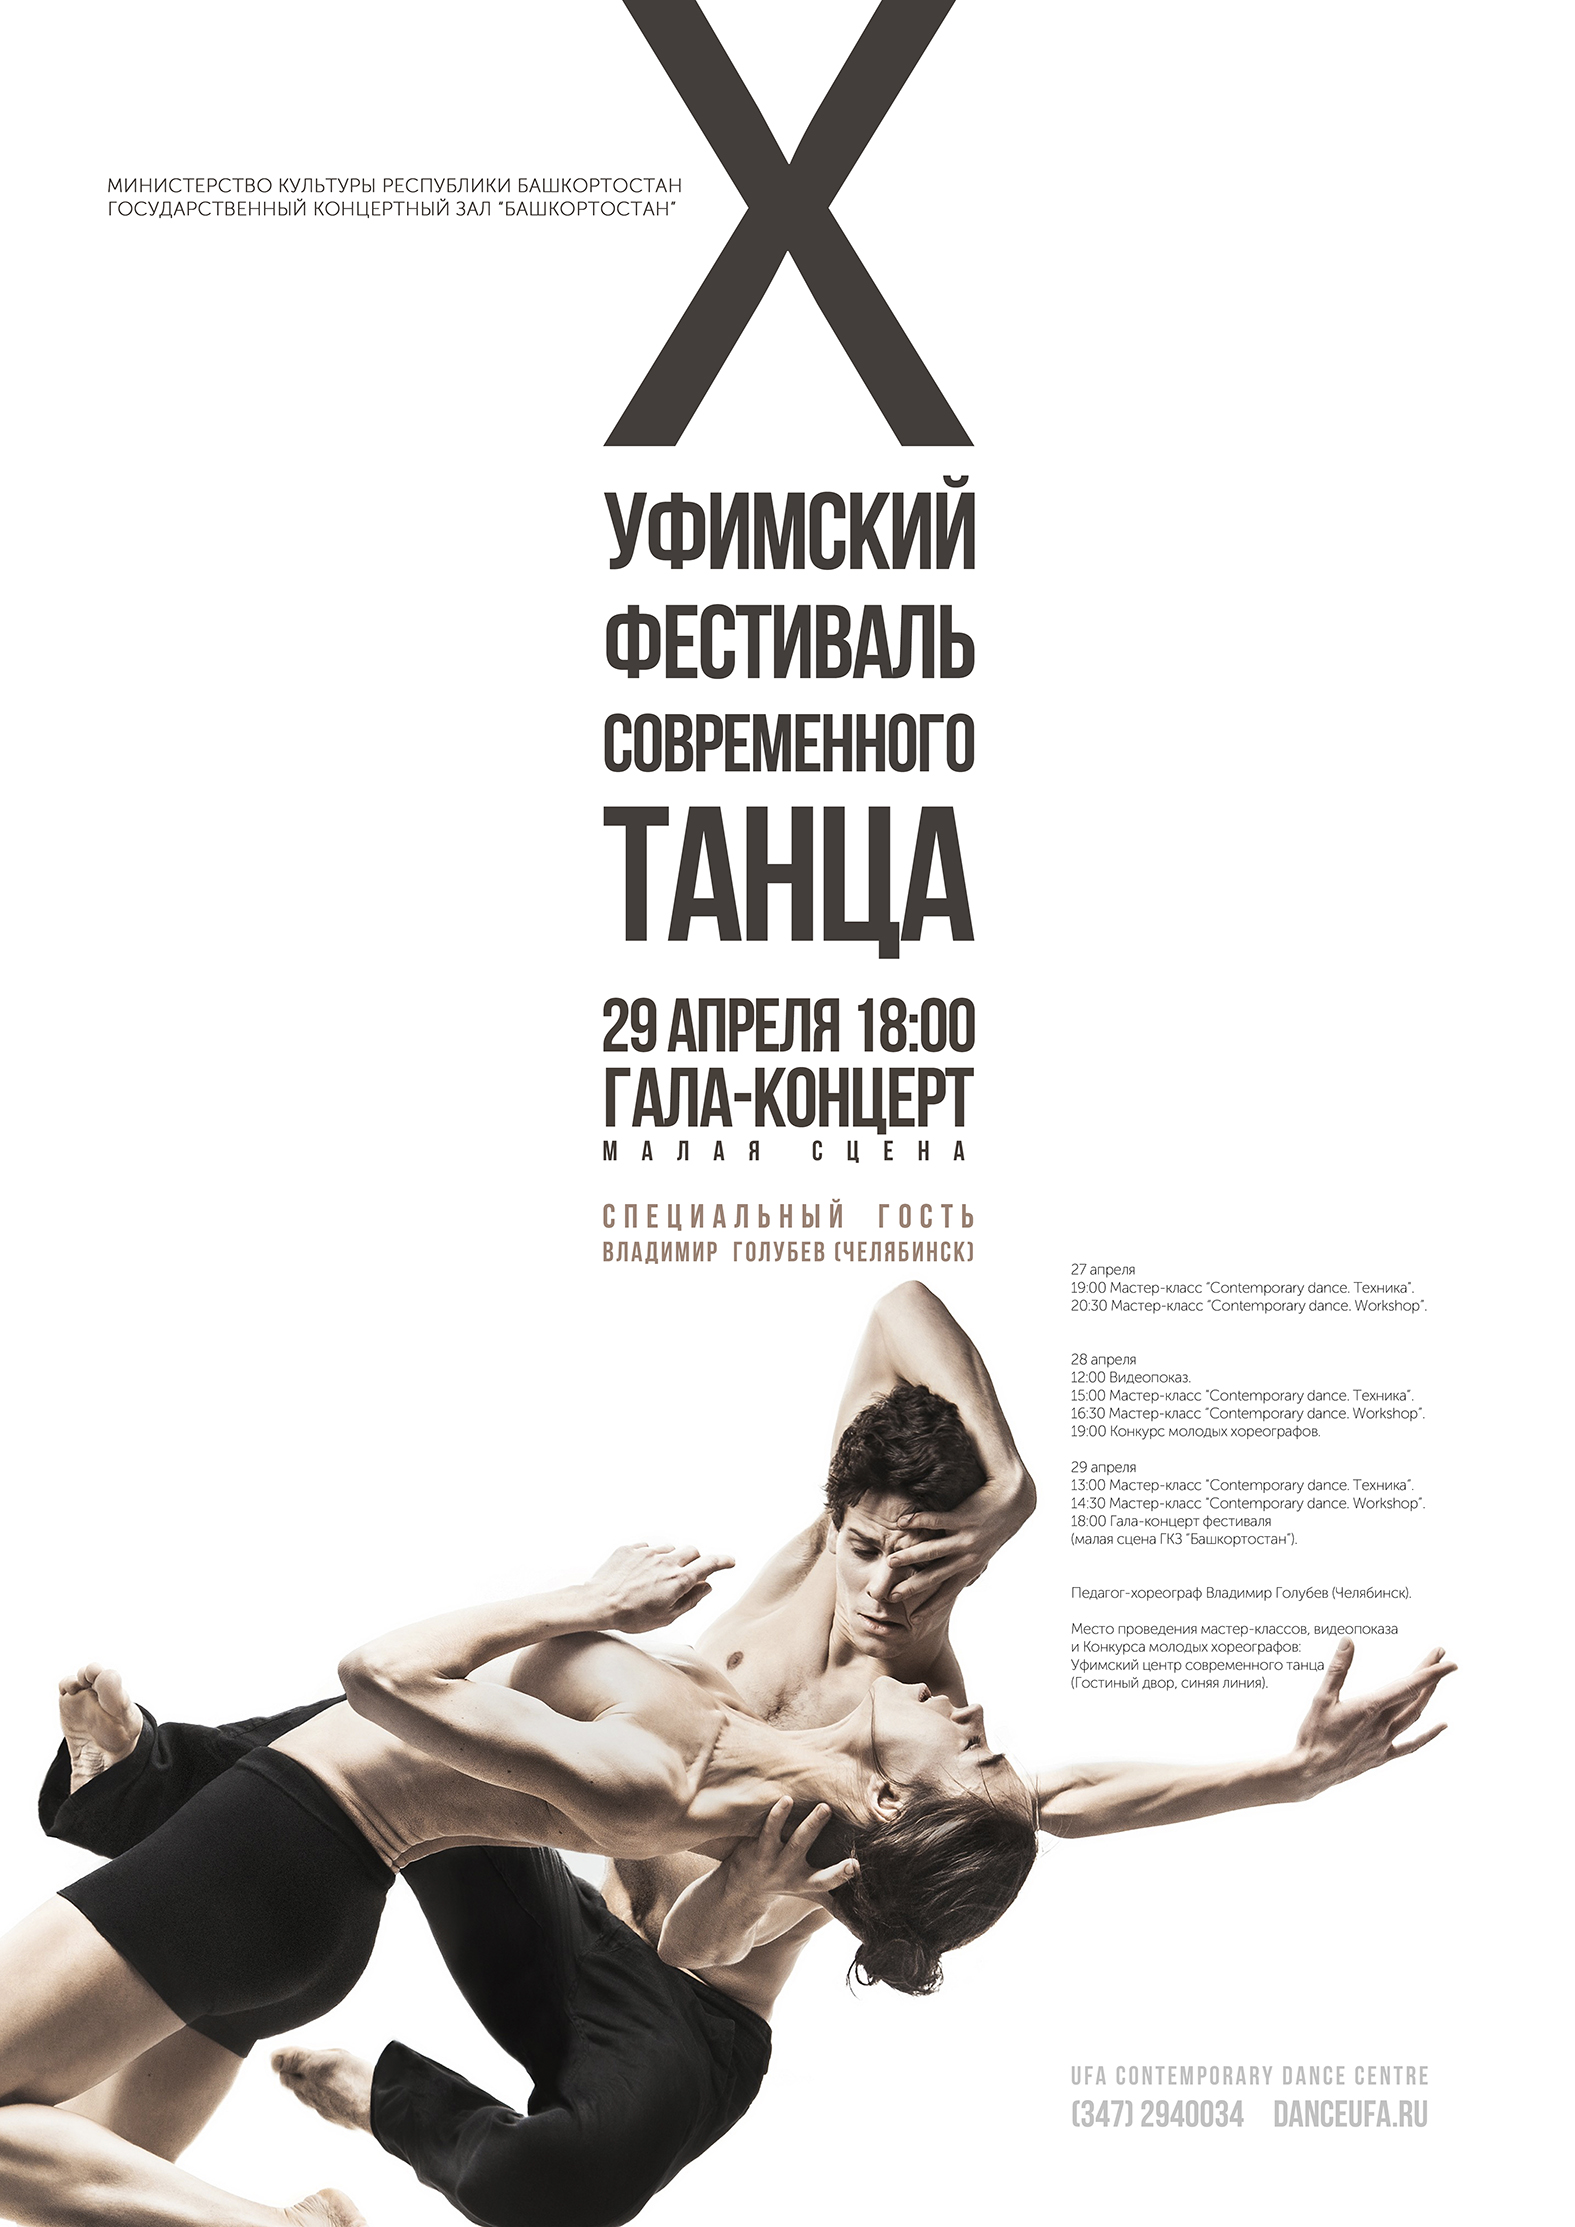 X
МИНИСТЕРСТВО КУЛЬТУРЫ РЕСПУБЛИКИ БАШКОРТОСТАН
ГОСУДАРСТВЕННЫЙ КОНЦЕРТНЫЙ ЗАЛ "БАШКОРТОСТАН"
УФИМСКИЙ
ФЕСТИВАЛЬ
СОВРЕМЕННОГО
ТАНЦА
29 АПРЕЛЯ 18:00
ГАЛА-КОНЦЕРТ
МАЛАЯ СЦЕНА
СПЕЦИАЛЬНЫЙ ГОСТЬ
ВЛАДИМИР ГОЛУБЕВ (ЧЕЛЯБИНСК)
27 апреля
19:00 Мастер-класс "Contemporary dance. Техника".
20:30 Мастер-класс "Contemporary dance. Workshop".
28 апреля
12:00 Видеопоказ.
15:00 Мастер-класс "Contemporary dance. Техника".
16:30 Мастер-класс "Contemporary dance. Workshop".
19:00 Конкурс молодых хореографов.
29 апреля
13:00 Мастер-класс "Contemporary dance. Техника".
14:30 Мастер-класс "Contemporary dance. Workshop".
18:00 Гала-концерт фестиваля
(малая сцена ГКЗ "Башкортостан").
Педагог-хореограф Владимир Голубев (Челябинск).
Место проведения мастер-классов, видеопоказа
и Конкурса молодых хореографов:
Уфимский центр современного танца
(Гостиный двор, синяя линия).
UFA CONTEMPORARY DANCE CENTRE
(347) 2940034 DANCEUFA.RU